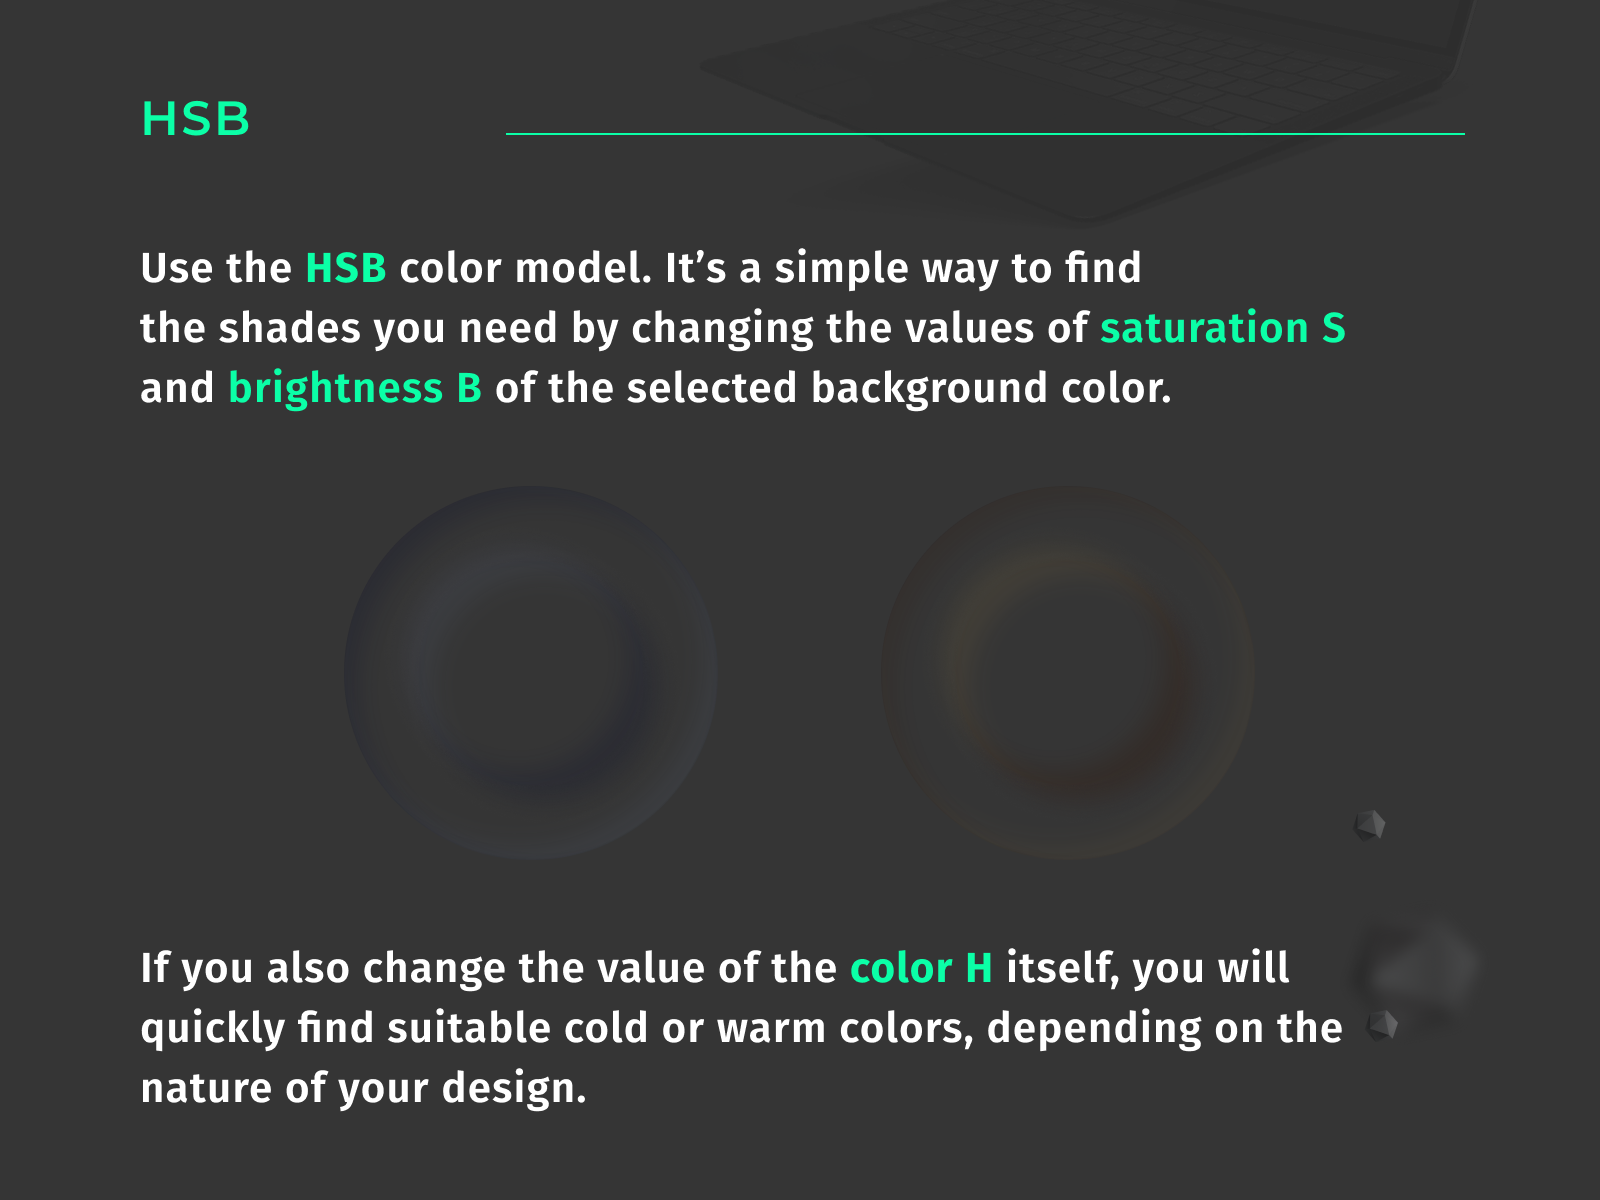 HSB
Use the HSB color model. It’s a simple way to find
the shades you need by changing the values of saturation S
and brightness B of the selected background color.
If you also change the value of the color H itself, you will
quickly find suitable cold or warm colors, depending on the
nature of your design.